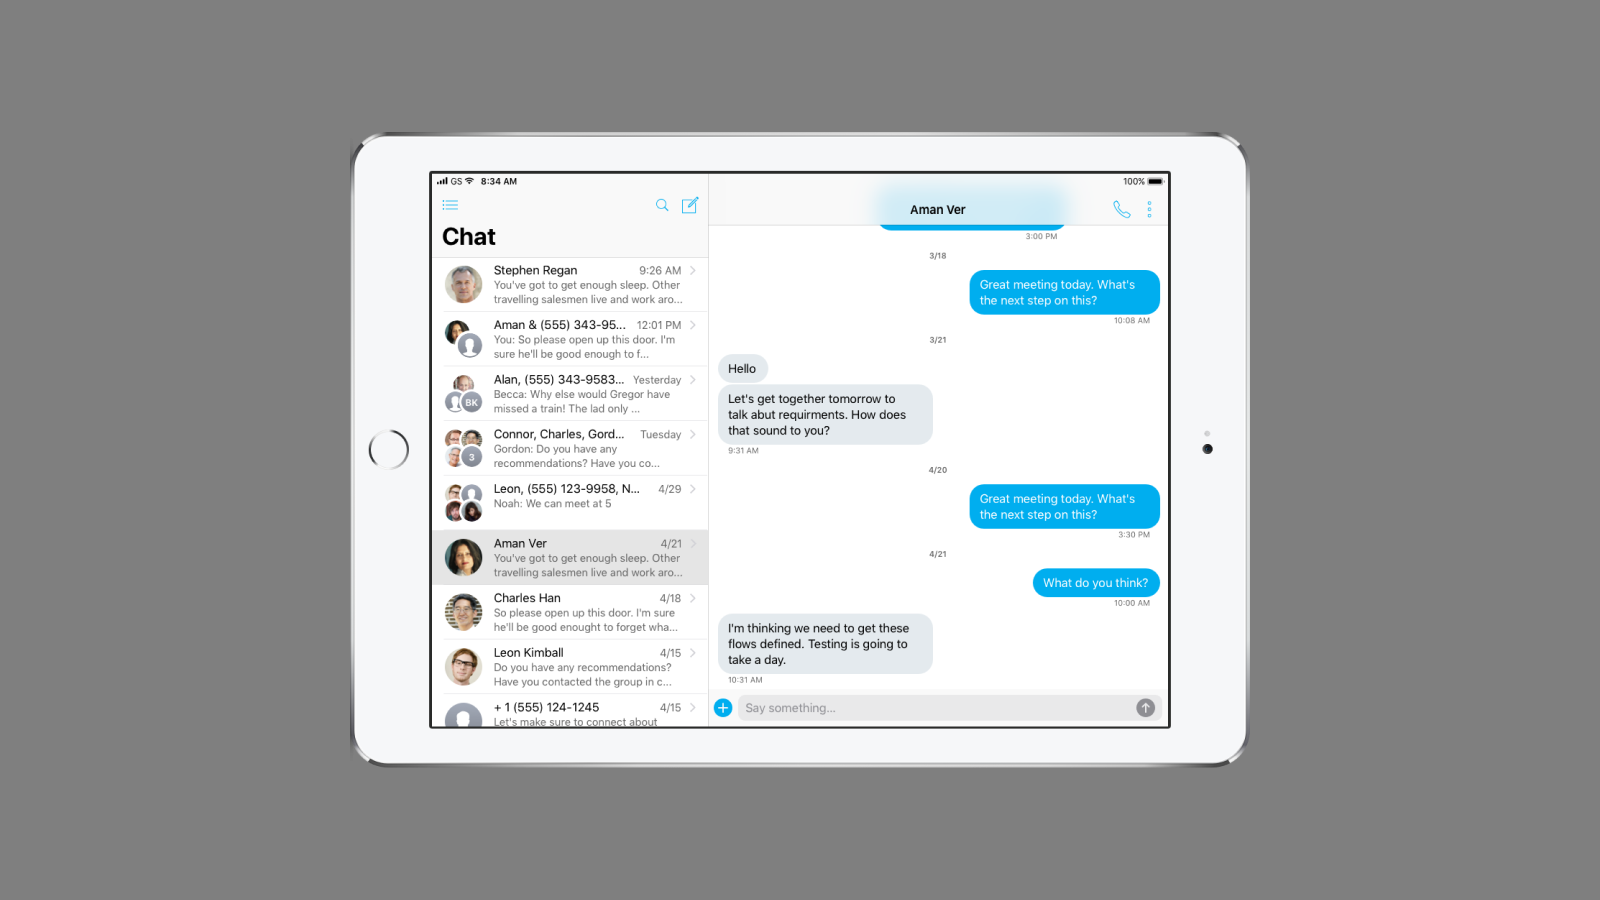 GS 8:34 AM
Chat
Stephen Regan 9:26 AM
You've got to get enough sleep. Other
travelling salesmen live and work aro...
Aman & (555) 343-95... 12:01 PM
You: So please open up this door. I'm
sure he'll be good enough to f...
Alan, (555) 343-9583... Yesterday
BK
Becca: Why else would Gregor have
missed a train! The lad only ...
Connor, Charles, Gord... Tuesday
3
Gordon: Do you have any
recommendations? Have you co...
Leon, (555) 123-9958, N... 4/29
Noah: We can meet at 5
Aman Ver 4/21
You've got to get enough sleep. Other
travelling salesmen live and work aro...
Charles Han 4/18
So please open up this door. I'm sure
he'll be good enought to forget wha...
Leon Kimball 4/15
Do you have any recommendations?
Have you contacted the group in c...
+ 1 (555) 124-1245 4/15
Let's make sure to connect about
100%
Aman Ver
3:00 PM
3/18
Great meeting today. What's
the next step on this?
10:08 AM
3/21
Hello
Let's get together tomorrow to
talk abut requirments. How does
that sound to you?
9:31 AM
4/20
Great meeting today. What's
the next step on this?
3:30 PM
4/21
What do you think?
10:00 AM
I'm thinking we need to get these
flows defined. Testing is going to
take a day.
10:31 AM
Say something...